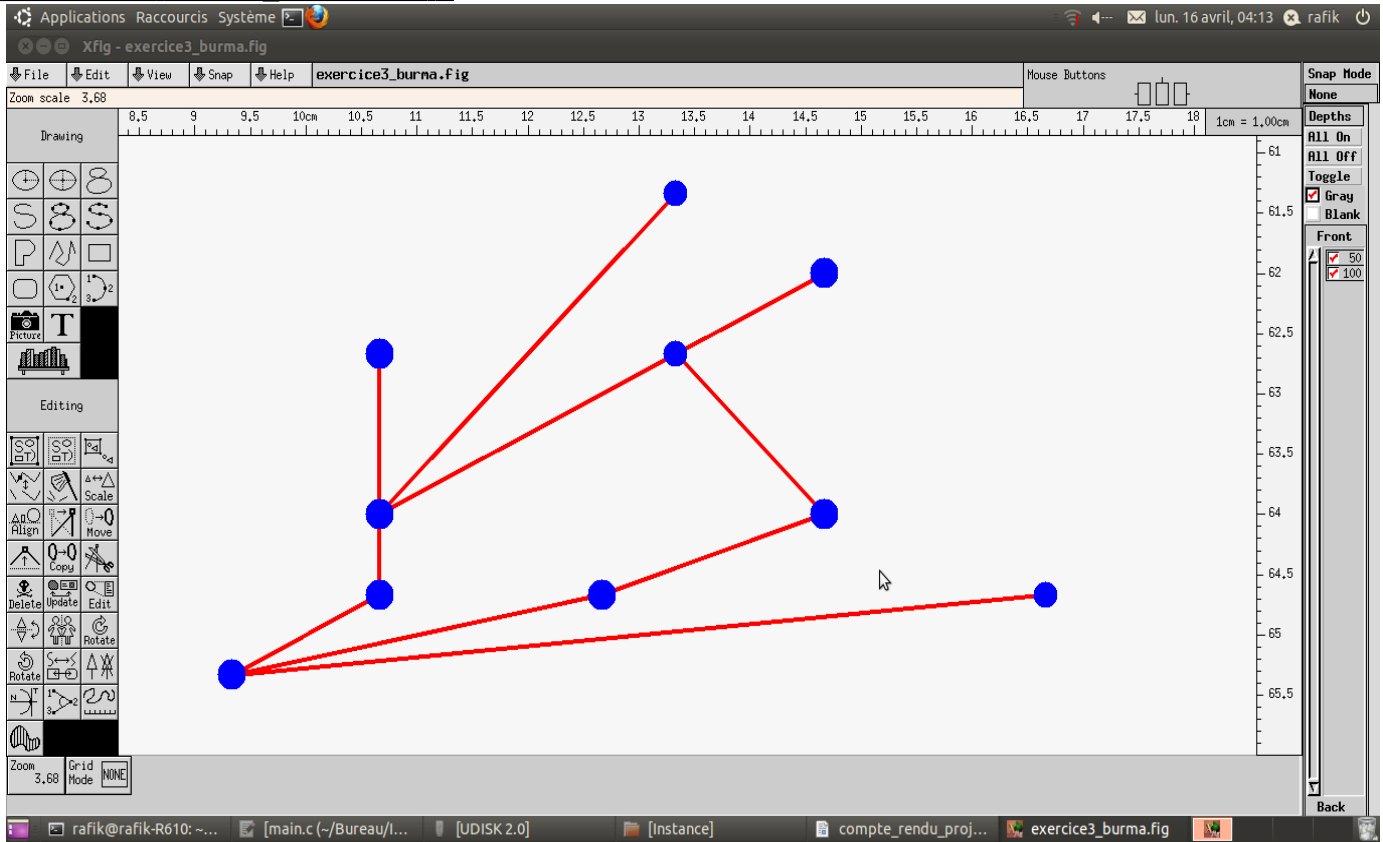 Applications Raccourcis Système lun. 16 avril, 04:13 rafik
Xfig - exercice3_burma.fig
File Edit View Snap Help exercice3_burma.fig Mouse Buttons Snap Mode
Zoom scale 3.68 None
8.5 9 9.5 10cm 10.5 11 11.5 12 12.5 13 13.5 14 14.5 15 15.5 16 16.5 17 17.5 18 1cm = 1.00cm
Depths
All On
All Off
Toggle
Gray
Blank
Front
50
100
Back
Drawing
Picture T
Editing
Scale
Align Move
Copy
Delete Update Edit
Rotate
Rotate
61
61.5
62
62.5
63
63.5
64
64.5
65
65.5
Zoom 3.68 Grid Mode NONE
rafik@rafik-R610: ~... [main.c (~/Bureau/I... [UDISK 2.0] [Instance] compte_rendu_proj... exercice3_burma.fig